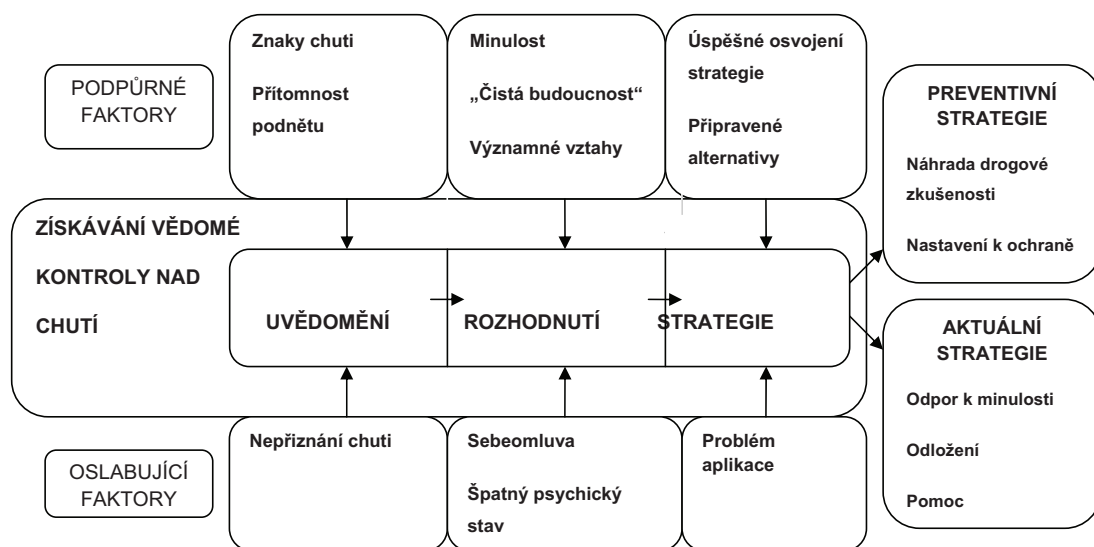 PODPŮRNÉ
FAKTORY
Znaky chuti
Přítomnost
podnětu
Minulost
„Čistá budoucnost“
Významné vztahy
Úspěšné osvojení
strategie
Připravené
alternativy
ZÍSKÁVÁNÍ VĚDOMÉ
KONTROLY NAD
CHUTÍ
UVĚDOMĚNÍ
ROZHODNUTÍ
STRATEGIE
PREVENTIVNÍ
STRATEGIE
Náhrada drogové
zkušenosti
Nastavení k ochraně
AKTUÁLNÍ
STRATEGIE
Odpor k minulosti
Odložení
Pomoc
OSLABUJÍCÍ
FAKTORY
Nepřiznání chuti
Sebeomluva
Špatný psychický
stav
Problém
aplikace